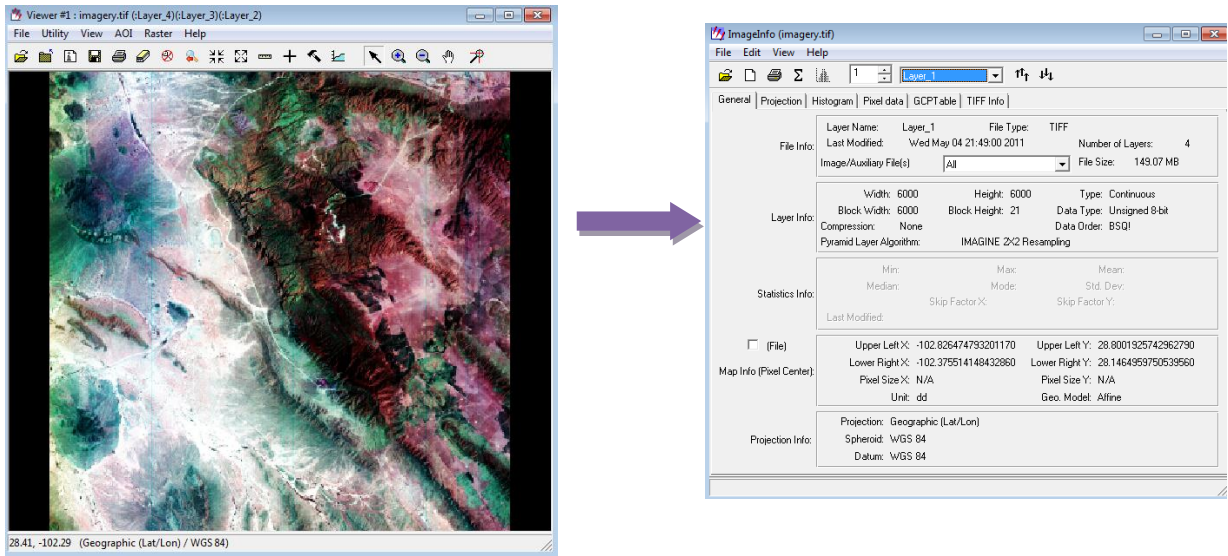 Viewer #1 : imagery.tif (:Layer_4)(:Layer_3)(:Layer_2)
File Utility View AOI Raster Help
28.41, -102.29 (Geographic (Lat/Lon) / WGS 84)
ImageInfo (imagery.tif)
File Edit View Help
Σ 1 Layer_1
General Projection Histogram Pixel data GCPTable TIFF Info
File Info:
Layer Name: Layer_1 File Type: TIFF
Last Modified: Wed May 04 21:49:00 2011 Number of Layers: 4
Image/Auxiliary File(s) All File Size: 149.07 MB
Layer Info:
Width: 6000 Height: 6000 Type: Continuous
Block Width: 6000 Block Height: 21 Data Type: Unsigned 8-bit
Compression: None Data Order: BSQ!
Pyramid Layer Algorithm: IMAGINE 2X2 Resampling
Statistics Info:
Min: Max: Mean:
Median: Mode: Std. Dev:
Skip Factor X: Skip Factor Y:
Last Modified:
(File)
Map Info (Pixel Center):
Upper Left X: -102.826474793201170 Upper Left Y: 28.8001925742962790
Lower Right X: -102.375514148432860 Lower Right Y: 28.1464959750539560
Pixel Size X: N/A Pixel Size Y: N/A
Unit: dd Geo. Model: Affine
Projection Info:
Projection: Geographic (Lat/Lon)
Spheroid: WGS 84
Datum: WGS 84